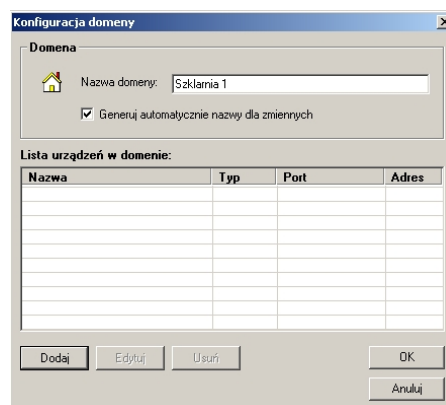 Konfiguracja domeny
Domena
Nazwa domeny: Szklarnia 1
Generuj automatycznie nazwy dla zmiennych
Lista urządzeń w domenie:
Nazwa Typ Port Adres
Dodaj Edytuj Usuń OK
Anuluj